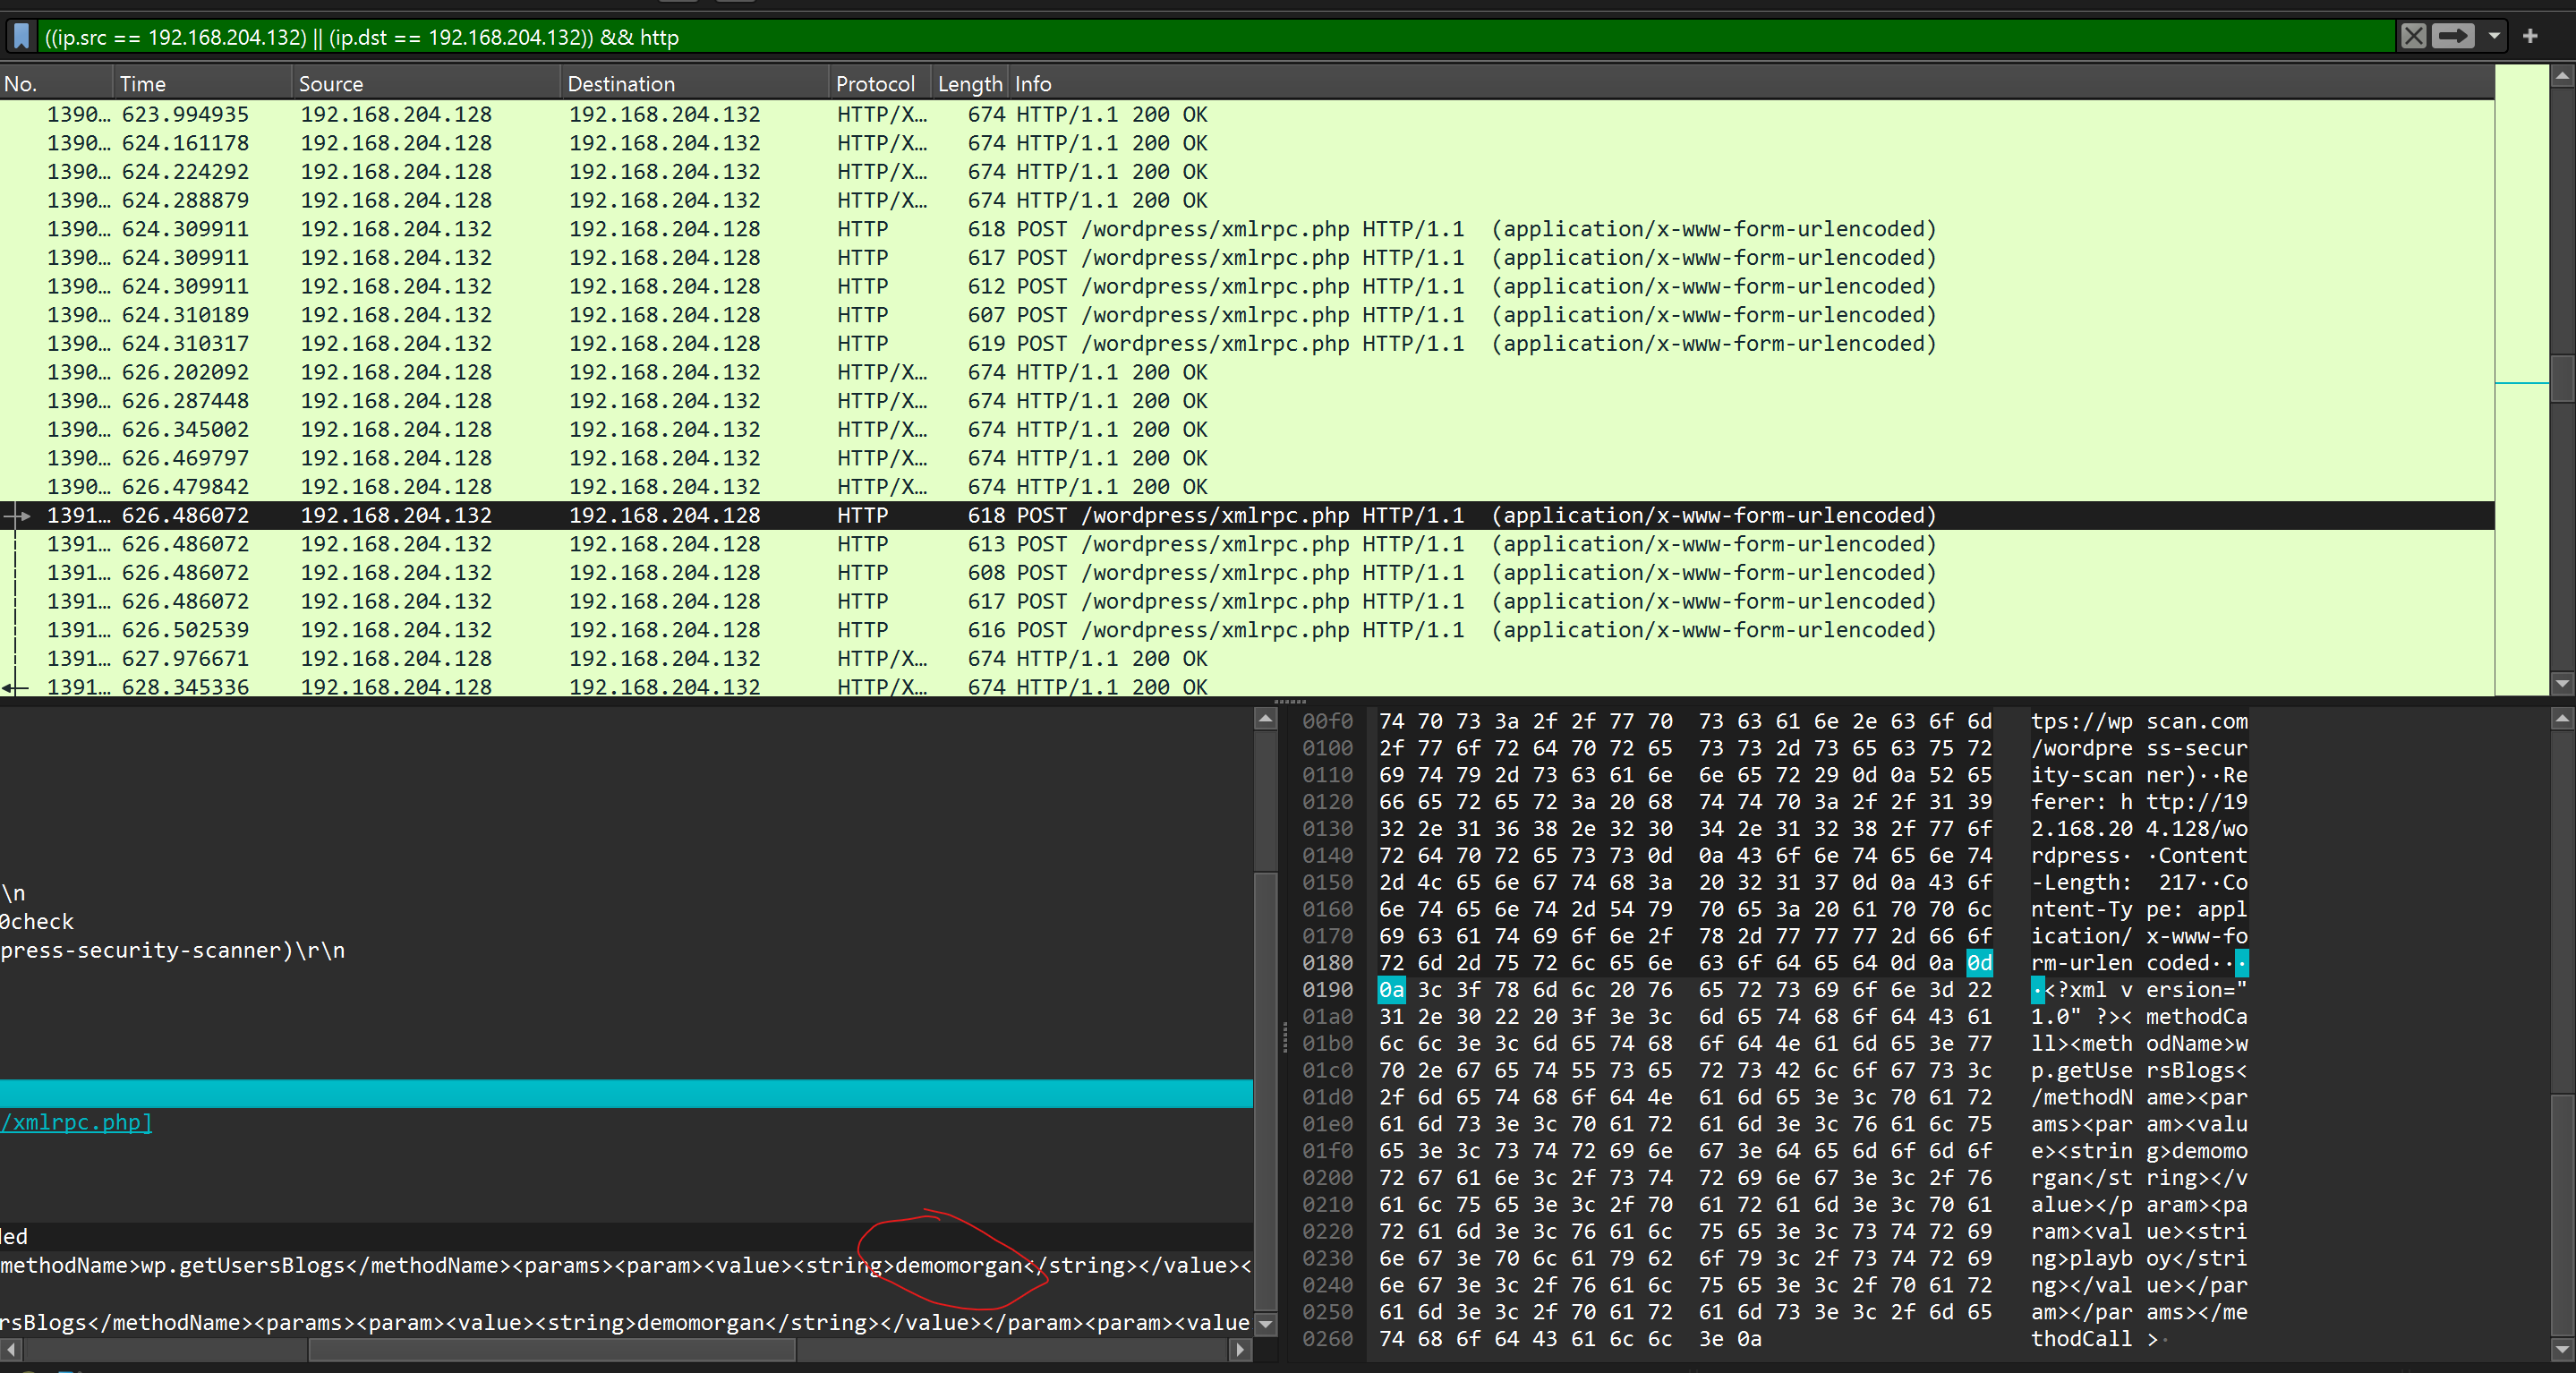 ((ip.src == 192.168.204.132) || (ip.dst == 192.168.204.132)) && http
No. Time Source Destination Protocol Length Info
1390… 623.994935 192.168.204.128 192.168.204.132 HTTP/X… 674 HTTP/1.1 200 OK
1390… 624.161178 192.168.204.128 192.168.204.132 HTTP/X… 674 HTTP/1.1 200 OK
1390… 624.224292 192.168.204.128 192.168.204.132 HTTP/X… 674 HTTP/1.1 200 OK
1390… 624.288879 192.168.204.128 192.168.204.132 HTTP/X… 674 HTTP/1.1 200 OK
1390… 624.309911 192.168.204.132 192.168.204.128 HTTP 618 POST /wordpress/xmlrpc.php HTTP/1.1 (application/x-www-form-urlencoded)
1390… 624.309911 192.168.204.132 192.168.204.128 HTTP 617 POST /wordpress/xmlrpc.php HTTP/1.1 (application/x-www-form-urlencoded)
1390… 624.309911 192.168.204.132 192.168.204.128 HTTP 612 POST /wordpress/xmlrpc.php HTTP/1.1 (application/x-www-form-urlencoded)
1390… 624.310189 192.168.204.132 192.168.204.128 HTTP 607 POST /wordpress/xmlrpc.php HTTP/1.1 (application/x-www-form-urlencoded)
1390… 624.310317 192.168.204.132 192.168.204.128 HTTP 619 POST /wordpress/xmlrpc.php HTTP/1.1 (application/x-www-form-urlencoded)
1390… 626.202092 192.168.204.128 192.168.204.132 HTTP/X… 674 HTTP/1.1 200 OK
1390… 626.287448 192.168.204.128 192.168.204.132 HTTP/X… 674 HTTP/1.1 200 OK
1390… 626.345002 192.168.204.128 192.168.204.132 HTTP/X… 674 HTTP/1.1 200 OK
1390… 626.469797 192.168.204.128 192.168.204.132 HTTP/X… 674 HTTP/1.1 200 OK
1390… 626.479842 192.168.204.128 192.168.204.132 HTTP/X… 674 HTTP/1.1 200 OK
1391… 626.486072 192.168.204.132 192.168.204.128 HTTP 618 POST /wordpress/xmlrpc.php HTTP/1.1 (application/x-www-form-urlencoded)
1391… 626.486072 192.168.204.132 192.168.204.128 HTTP 613 POST /wordpress/xmlrpc.php HTTP/1.1 (application/x-www-form-urlencoded)
1391… 626.486072 192.168.204.132 192.168.204.128 HTTP 608 POST /wordpress/xmlrpc.php HTTP/1.1 (application/x-www-form-urlencoded)
1391… 626.486072 192.168.204.132 192.168.204.128 HTTP 617 POST /wordpress/xmlrpc.php HTTP/1.1 (application/x-www-form-urlencoded)
1391… 626.502539 192.168.204.132 192.168.204.128 HTTP 616 POST /wordpress/xmlrpc.php HTTP/1.1 (application/x-www-form-urlencoded)
1391… 627.976671 192.168.204.128 192.168.204.132 HTTP/X… 674 HTTP/1.1 200 OK
1391… 628.345336 192.168.204.128 192.168.204.132 HTTP/X… 674 HTTP/1.1 200 OK
\n
0check
press-security-scanner)\r\n
/xmlrpc.php]
ded
methodName>wp.getUsersBlogs</methodName><params><param><value><string>demomorgan</string></value><
rsBlogs</methodName><params><param><value><string>demomorgan</string></value></param><param><value
00f0 74 70 73 3a 2f 2f 77 70 73 63 61 6e 2e 63 6f 6d tps://wp scan.com
0100 2f 77 6f 72 64 70 72 65 73 73 2d 73 65 63 75 72 /wordpre ss-secur
0110 69 74 79 2d 73 63 61 6e 6e 65 72 29 0d 0a 52 65 ity-scan ner)··Re
0120 66 65 72 65 72 3a 20 68 74 74 70 3a 2f 2f 31 39 ferer: h ttp://19
0130 32 2e 31 36 38 2e 32 30 34 2e 31 32 38 2f 77 6f 2.168.20 4.128/wo
0140 72 64 70 72 65 73 73 0d 0a 43 6f 6e 74 65 6e 74 rdpress· ·Content
0150 2d 4c 65 6e 67 74 68 3a 20 32 31 37 0d 0a 43 6f -Length:  217··Co
0160 6e 74 65 6e 74 2d 54 79 70 65 3a 20 61 70 70 6c ntent-Ty pe: appl
0170 69 63 61 74 69 6f 6e 2f 78 2d 77 77 77 2d 66 6f ication/ x-www-fo
0180 72 6d 2d 75 72 6c 65 6e 63 6f 64 65 64 0d 0a 0d rm-urlen coded···
0190 0a 3c 3f 78 6d 6c 20 76 65 72 73 69 6f 6e 3d 22 ·<?xml v ersion="
01a0 31 2e 30 22 20 3f 3e 3c 6d 65 74 68 6f 64 43 61 1.0" ?>< methodCa
01b0 6c 6c 3e 3c 6d 65 74 68 6f 64 4e 61 6d 65 3e 77 ll><meth odName>w
01c0 70 2e 67 65 74 55 73 65 72 73 42 6c 6f 67 73 3c p.getUse rsBlogs<
01d0 2f 6d 65 74 68 6f 64 4e 61 6d 65 3e 3c 70 61 72 /methodN ame><par
01e0 61 6d 73 3e 3c 70 61 72 61 6d 3e 3c 76 61 6c 75 ams><par am><valu
01f0 65 3e 3c 73 74 72 69 6e 67 3e 64 65 6d 6f 6d 6f e><strin g>demomo
0200 72 67 61 6e 3c 2f 73 74 72 69 6e 67 3e 3c 2f 76 rgan</st ring></v
0210 61 6c 75 65 3e 3c 2f 70 61 72 61 6d 3e 3c 70 61 alue></p aram><pa
0220 72 61 6d 3e 3c 76 61 6c 75 65 3e 3c 73 74 72 69 ram><val ue><stri
0230 6e 67 3e 70 6c 61 79 62 6f 79 3c 2f 73 74 72 69 ng>playb oy</stri
0240 6e 67 3e 3c 2f 76 61 6c 75 65 3e 3c 2f 70 61 72 ng></val ue></par
0250 61 6d 3e 3c 2f 70 61 72 61 6d 73 3e 3c 2f 6d 65 am></par ams></me
0260 74 68 6f 64 43 61 6c 6c 3e 0a thodCall >·